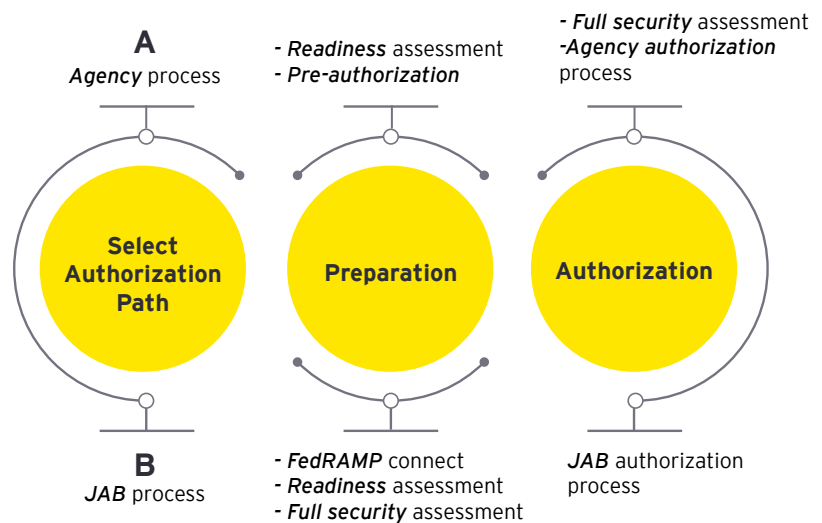 A
Agency process
- Readiness assessment
- Pre-authorization
- Full security assessment
-Agency authorization
process
Select
Authorization
Path
Preparation
Authorization
B
JAB process
- FedRAMP connect
- Readiness assessment
- Full security assessment
JAB authorization
process